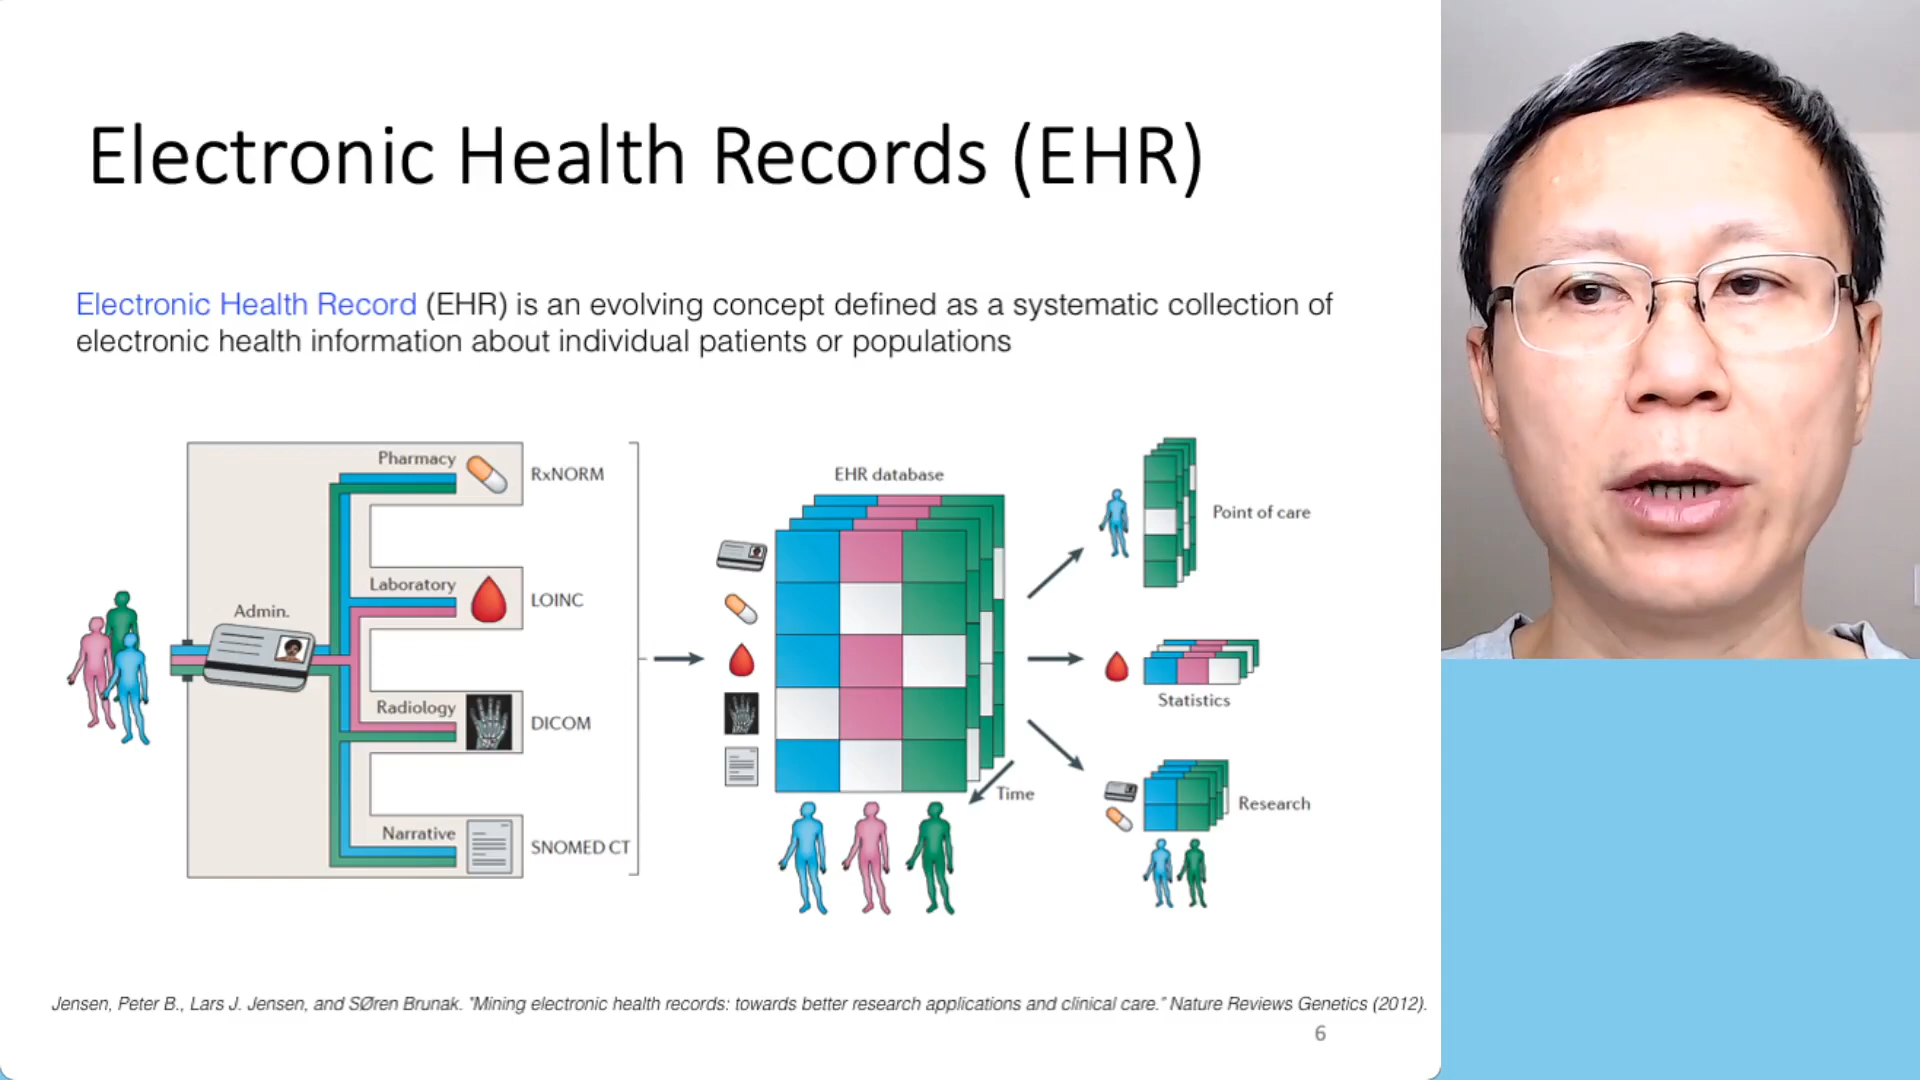 Electronic Health Records (EHR)
Electronic Health Record (EHR) is an evolving concept defined as a systematic collection of
electronic health information about individual patients or populations
Pharmacy
RxNORM
Laboratory
LOINC
Admin.
Radiology
DICOM
Narrative
SNOMED CT
EHR database
Time
Point of care
Statistics
Research
Jensen, Peter B., Lars J. Jensen, and SØren Brunak. "Mining electronic health records: towards better research applications and clinical care." Nature Reviews Genetics (2012).
6